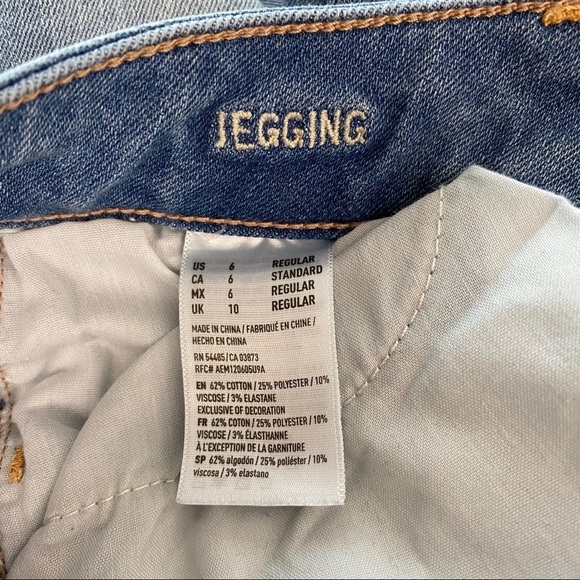 JEGGING
US 6 REGULAR
CA 6 STANDARD
MX 6 REGULAR
UK 10 REGULAR
MADE IN CHINA / FABRIQUÉ EN CHINE /
HECHO EN CHINA
RN 54485 / CA 03873
RFC# AEM120605U9A
EN 62% COTTON / 25% POLYESTER / 10%
VISCOSE / 3% ELASTANE
EXCLUSIVE OF DECORATION
FR 62% COTON / 25% POLYESTER / 10%
VISCOSE / 3% ÉLASTHANNE
À L'EXCEPTION DE LA GARNITURE
SP 62% algodón / 25% poliéster / 10%
viscosa / 3% elastano